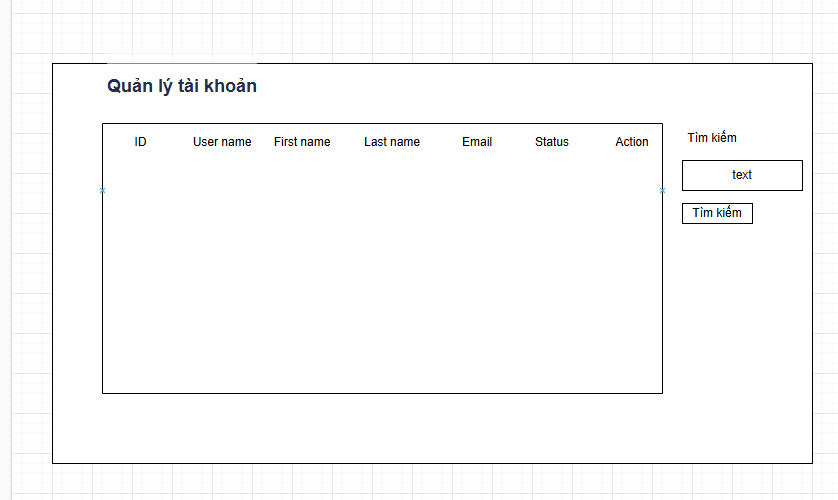 Quản lý tài khoản
ID User name First name Last name Email Status Action
Tìm kiếm
text
Tìm kiếm